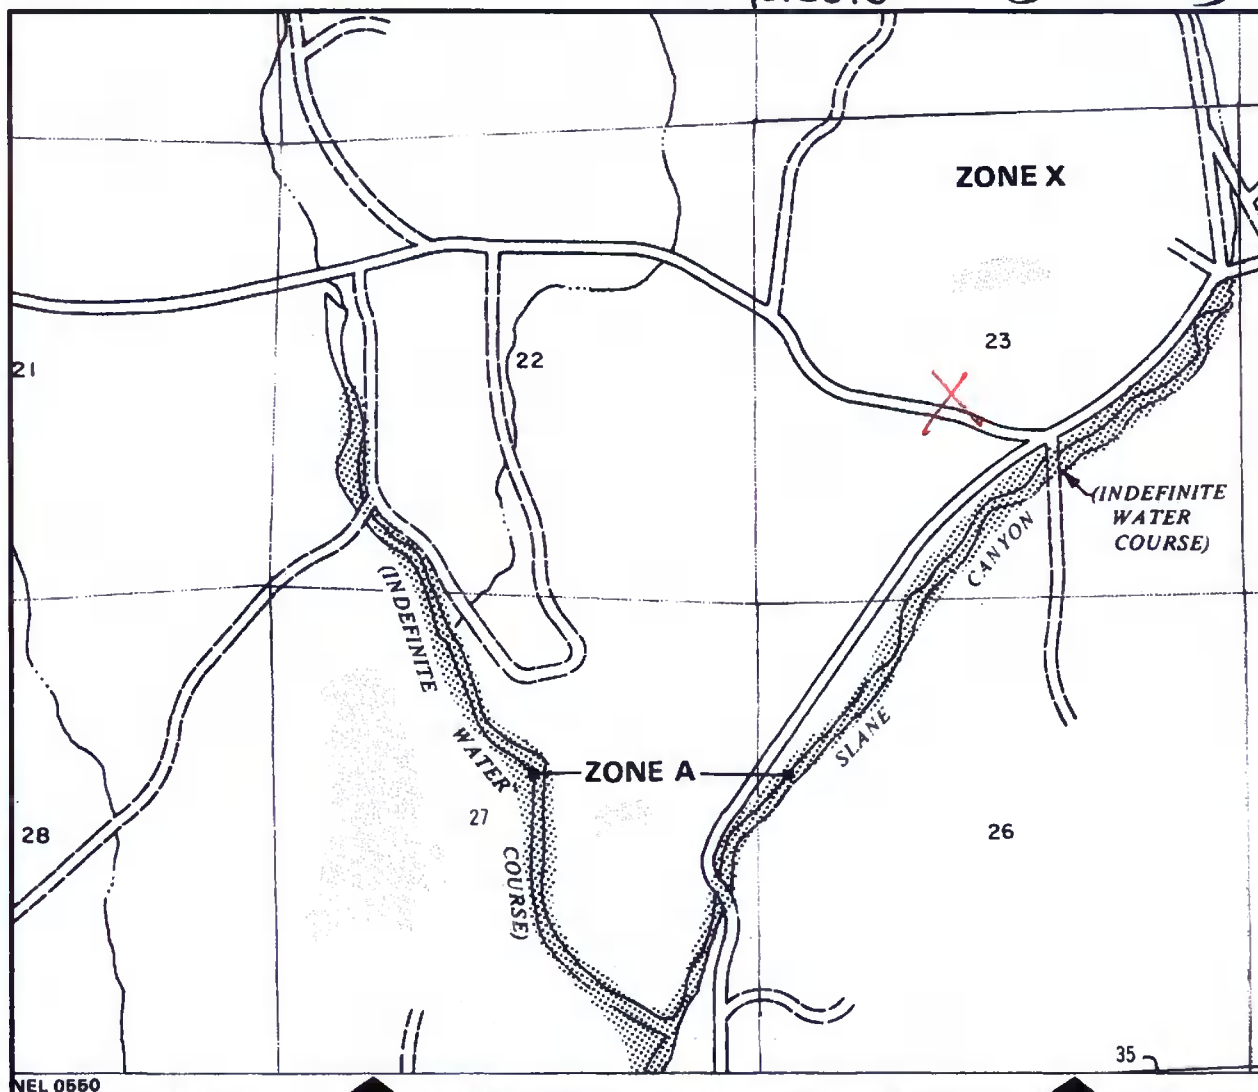 ZONE X
23
21
22
(INDEFINITE
WATER
COURSE)
CANYON
SLANE
(INDEFINITE
WATER
COURSE)
ZONE A
27
28
26
35
NEL 0550